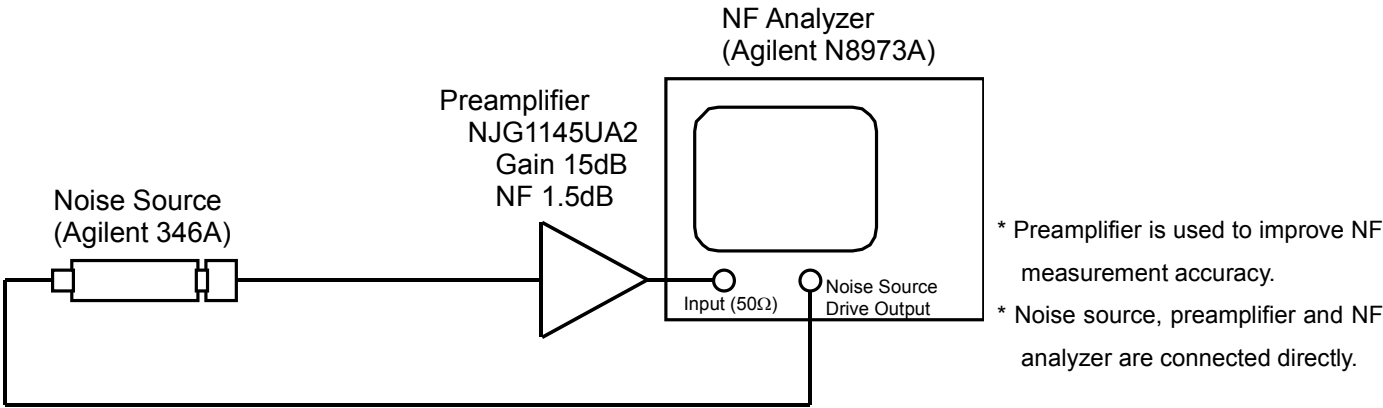 NF Analyzer
(Agilent N8973A)
Preamplifier
NJG1145UA2
Gain 15dB
NF 1.5dB
Noise Source
(Agilent 346A)
Input (50Ω)
Noise Source
Drive Output
* Preamplifier is used to improve NF
measurement accuracy.
* Noise source, preamplifier and NF
analyzer are connected directly.